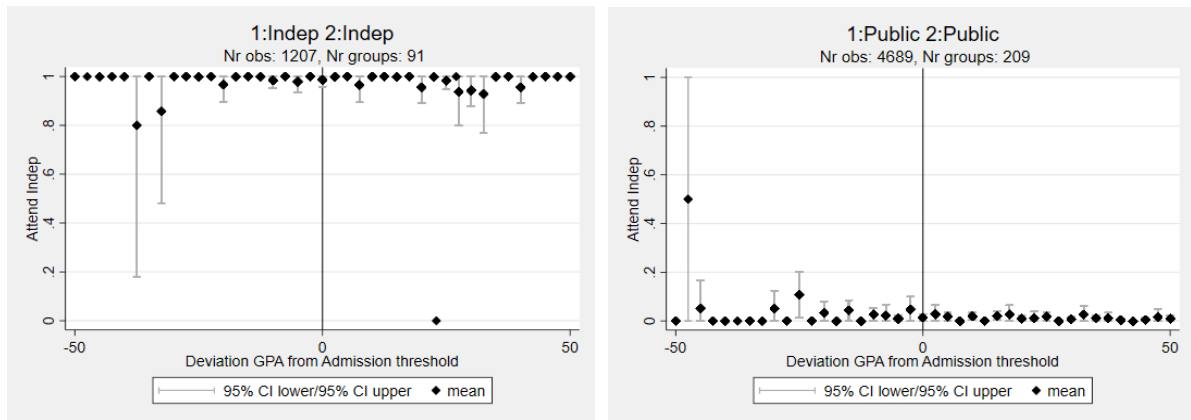 1:Indep 2:Indep
Nr obs: 1207, Nr groups: 91
Attend Indep
1
.8
.6
.4
.2
0
-50 0 50
Deviation GPA from Admission threshold
95% CI lower/95% CI upper mean
1:Public 2:Public
Nr obs: 4689, Nr groups: 209
Attend Indep
1
.8
.6
.4
.2
0
-50 0 50
Deviation GPA from Admission threshold
95% CI lower/95% CI upper mean